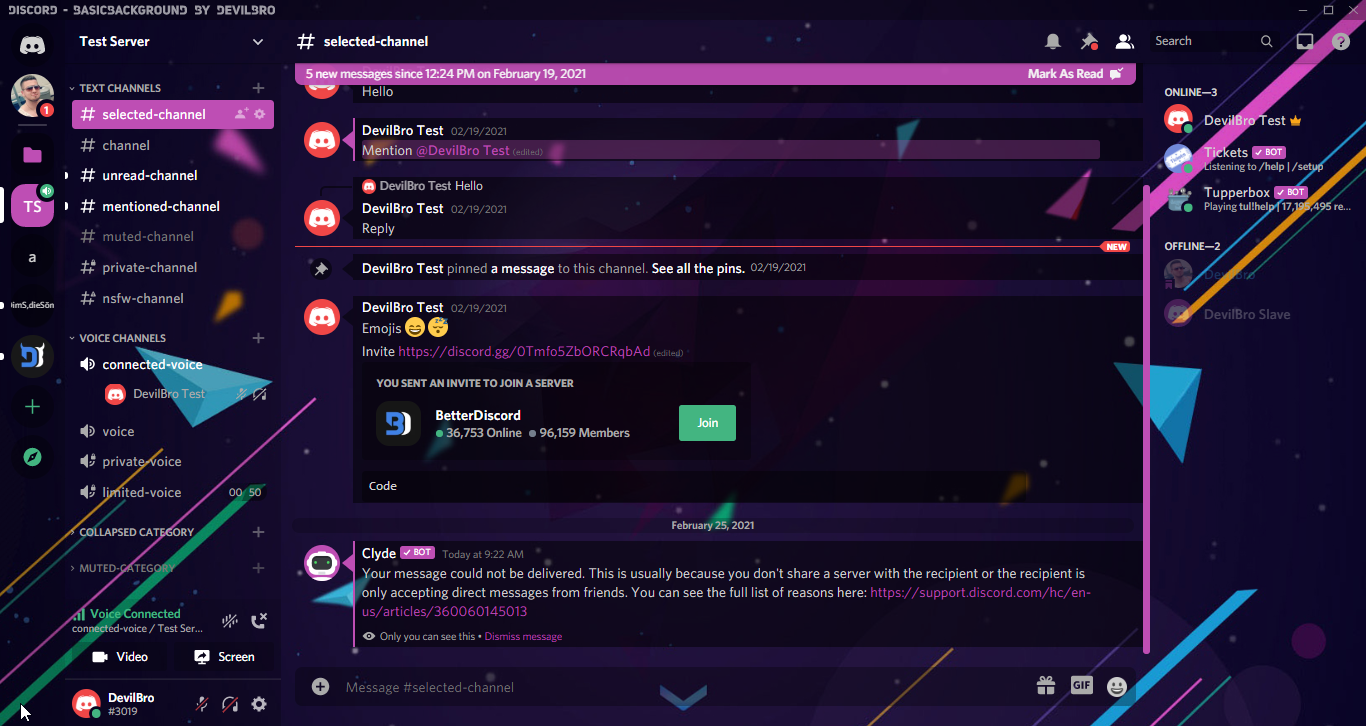 DISCORD - BASICBACKGROUND BY DEVILBRO
Test Server
TEXT CHANNELS
selected-channel
channel
unread-channel
mentioned-channel
muted-channel
private-channel
nsfw-channel
VOICE CHANNELS
connected-voice
DevilBro Test
voice
private-voice
limited-voice 00 50
COLLAPSED CATEGORY
MUTED-CATEGORY
Voice Connected
connected-voice / Test Ser...
Video Screen
DevilBro
#3019
1
TS
a
# selected-channel
Search
5 new messages since 12:24 PM on February 19, 2021 Mark As Read
Hello
DevilBro Test 02/19/2021
Mention @DevilBro Test (edited)
DevilBro Test Hello
DevilBro Test 02/19/2021
Reply
NEW
DevilBro Test pinned a message to this channel. See all the pins. 02/19/2021
DevilBro Test 02/19/2021
Emojis
Invite https://discord.gg/0Tmfo5ZbORCRqbAd (edited)
YOU SENT AN INVITE TO JOIN A SERVER
BetterDiscord
36,753 Online 96,159 Members
Join
Code
February 25, 2021
Clyde BOT Today at 9:22 AM
Your message could not be delivered. This is usually because you don't share a server with the recipient or the recipient is
only accepting direct messages from friends. You can see the full list of reasons here: https://support.discord.com/hc/en-
us/articles/360060145013
Only you can see this • Dismiss message
Message #selected-channel
GIF
ONLINE—3
DevilBro Test
Tickets BOT
Listening to /help | /setup
Tupperbox BOT
Playing tul!help | re...
OFFLINE—2
DevilBro
DevilBro Slave